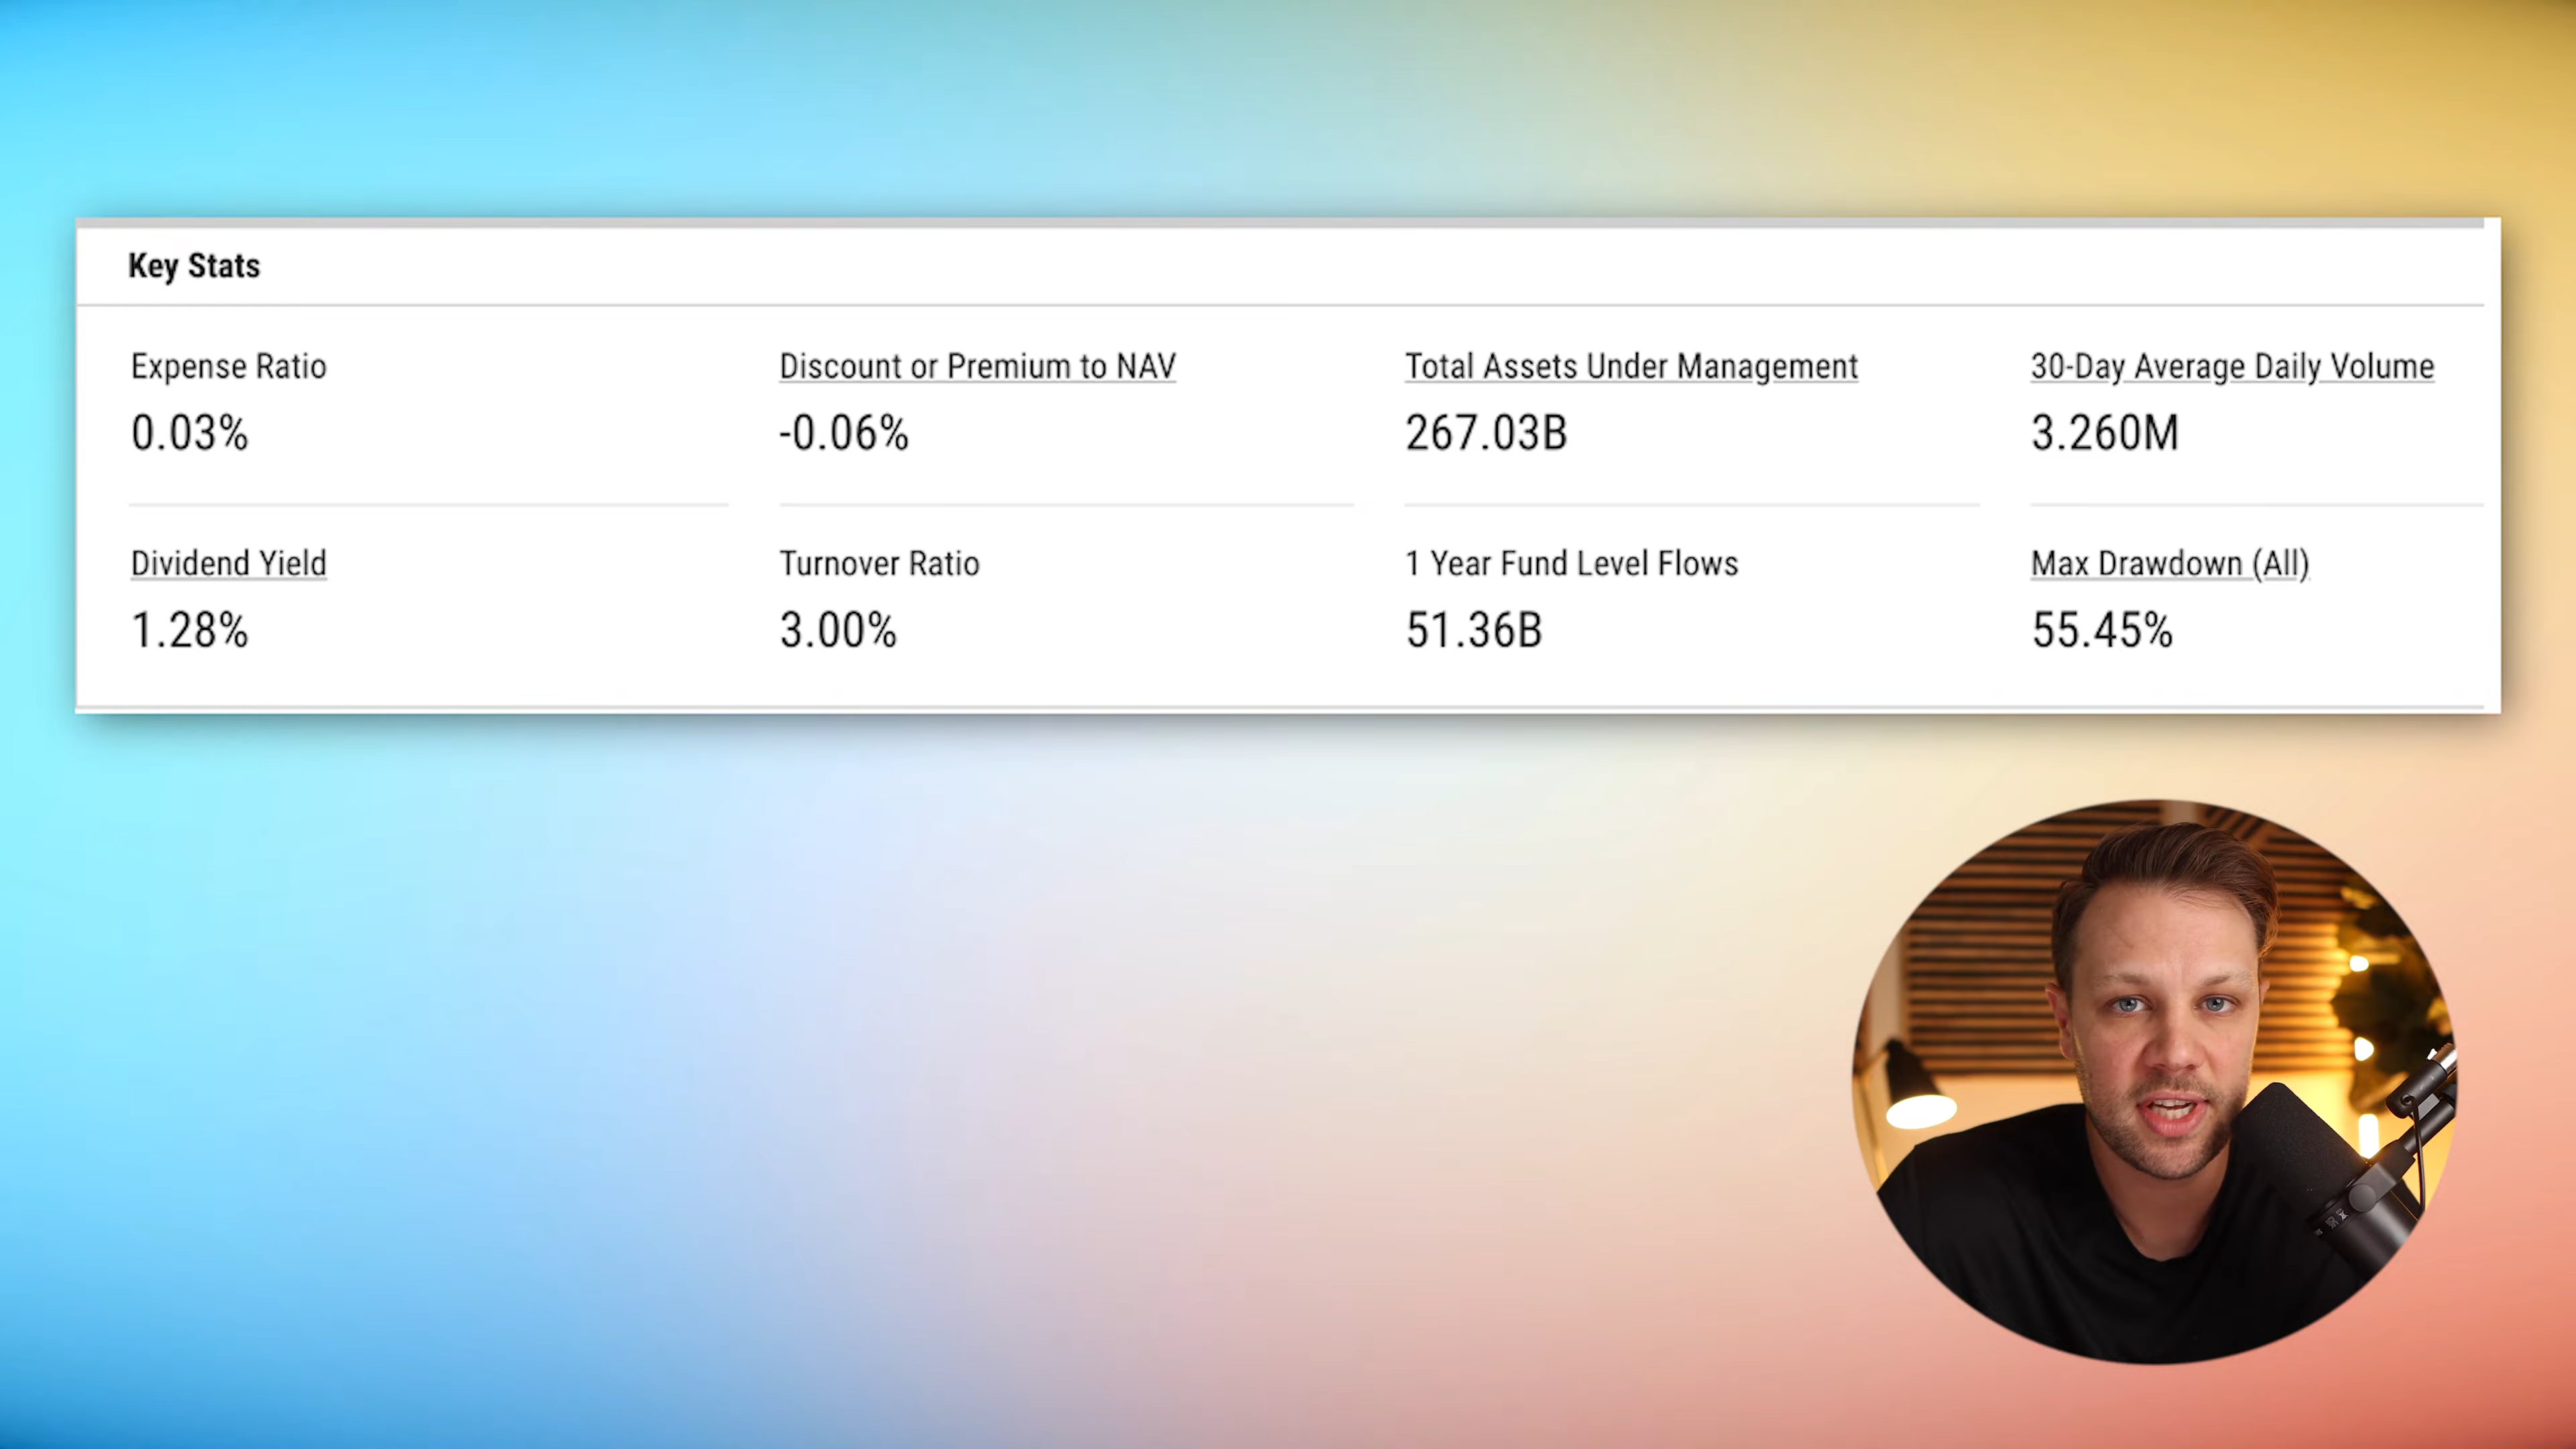 Key Stats
Expense Ratio
0.03%
Discount or Premium to NAV
-0.06%
Total Assets Under Management
267.03B
30-Day Average Daily Volume
3.260M
Dividend Yield
1.28%
Turnover Ratio
3.00%
1 Year Fund Level Flows
51.36B
Max Drawdown (All)
55.45%